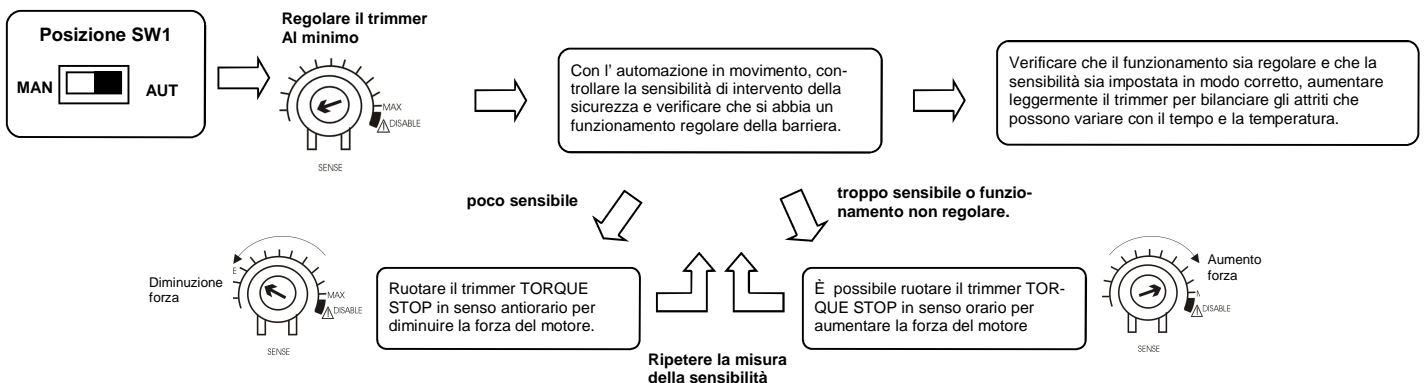 Posizione SW1
MAN
AUT
Regolare il trimmer
Al minimo
MAX
DISABLE
SENSE
Con l' automazione in movimento, con-
trollare la sensibilità di intervento della
sicurezza e verificare che si abbia un
funzionamento regolare della barriera.
Verificare che il funzionamento sia regolare e che la
sensibilità sia impostata in modo corretto, aumentare
leggermente il trimmer per bilanciare gli attriti che
possono variare con il tempo e la temperatura.
poco sensibile
troppo sensibile o funzio-
namento non regolare.
Diminuzione
forza
E
MAX
DISABLE
SENSE
Ruotare il trimmer TORQUE
STOP in senso antiorario per
diminuire la forza del motore.
Ripetere la misura
della sensibilità
È possibile ruotare il trimmer TOR-
QUE STOP in senso orario per
aumentare la forza del motore
Aumento
forza
DISABLE
SENSE